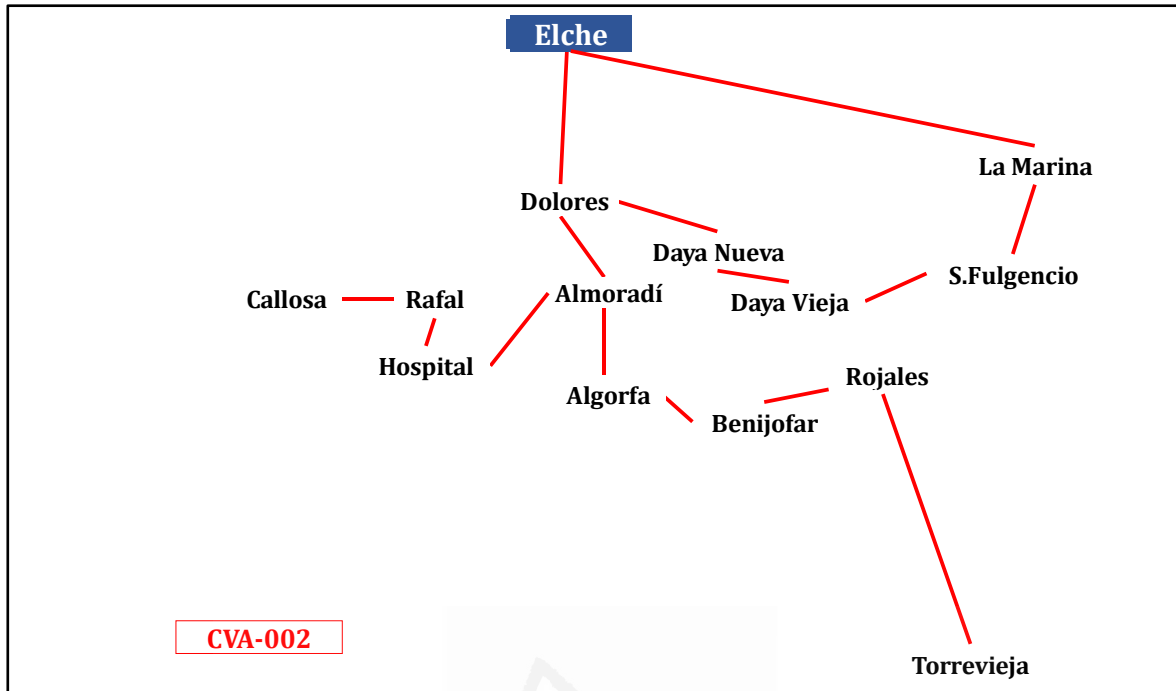 Elche
La Marina
Dolores
Daya Nueva
S.Fulgencio
Callosa
Rafal
Almoradí
Daya Vieja
Hospital
Rojales
Algorfa
Benijofar
CVA-002
Torrevieja